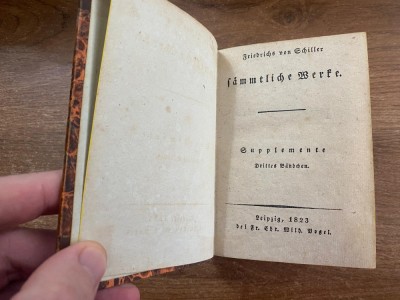 Friedrichs von Schiller
sämmtliche Werke.
Supplemente
Drittes Bändchen.
Leipzig, 1823
bei Fr. Chr. Wilh. Vogel.